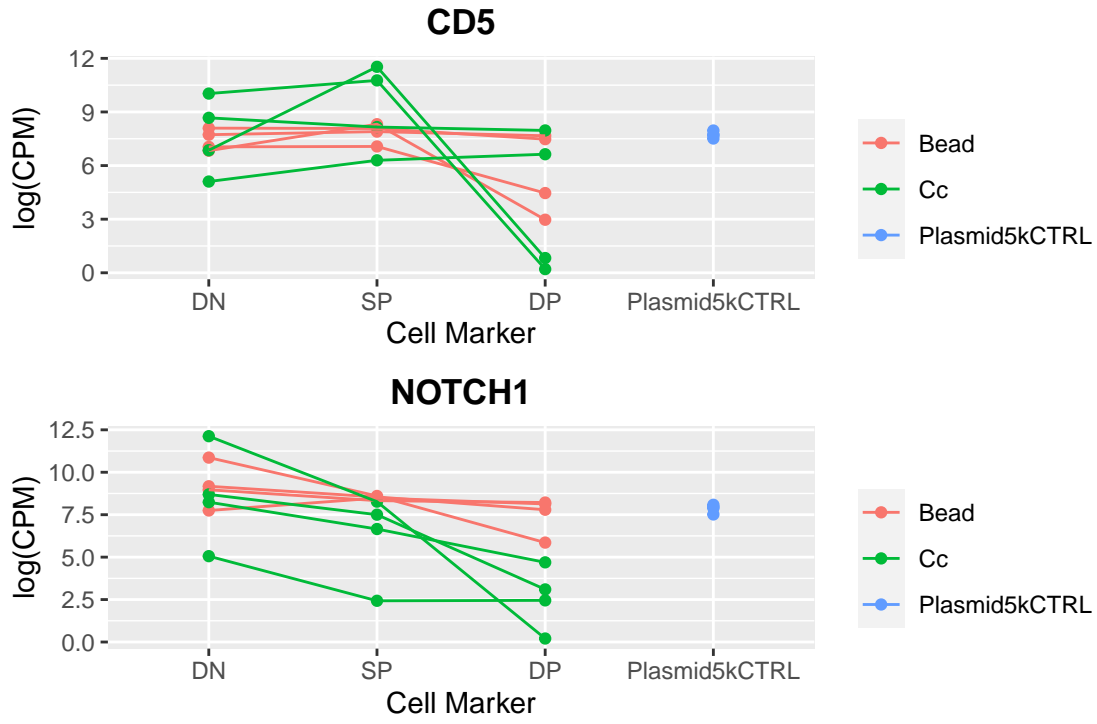 CD5
12
9
6
3
0
log(CPM)
DN SP DP Plasmid5kCTRL
Cell Marker
Bead
Cc
Plasmid5kCTRL
NOTCH1
12.5
10.0
7.5
5.0
2.5
0.0
log(CPM)
DN SP DP Plasmid5kCTRL
Cell Marker
Bead
Cc
Plasmid5kCTRL